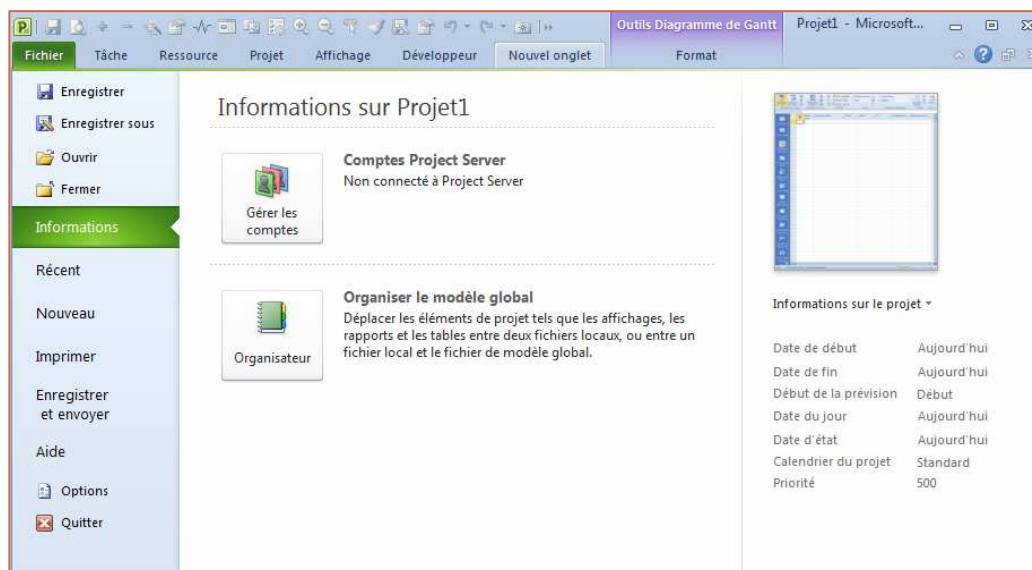 Outils Diagramme de Gantt
Projet1 - Microsoft...
Fichier Tâche Ressource Projet Affichage Développeur Nouvel onglet Format
Enregistrer
Enregistrer sous
Ouvrir
Fermer
Informations
Récent
Nouveau
Imprimer
Enregistrer
et envoyer
Aide
Options
Quitter
Informations sur Projet1
Gérer les
comptes
Comptes Project Server
Non connecté à Project Server
Organisateur
Organiser le modèle global
Déplacer les éléments de projet tels que les affichages, les
rapports et les tables entre deux fichiers locaux, ou entre un
fichier local et le fichier de modèle global.
Informations sur le projet
Date de début Aujourd'hui
Date de fin Aujourd'hui
Début de la prévision Début
Date du jour Aujourd'hui
Date d'état Aujourd'hui
Calendrier du projet Standard
Priorité 500